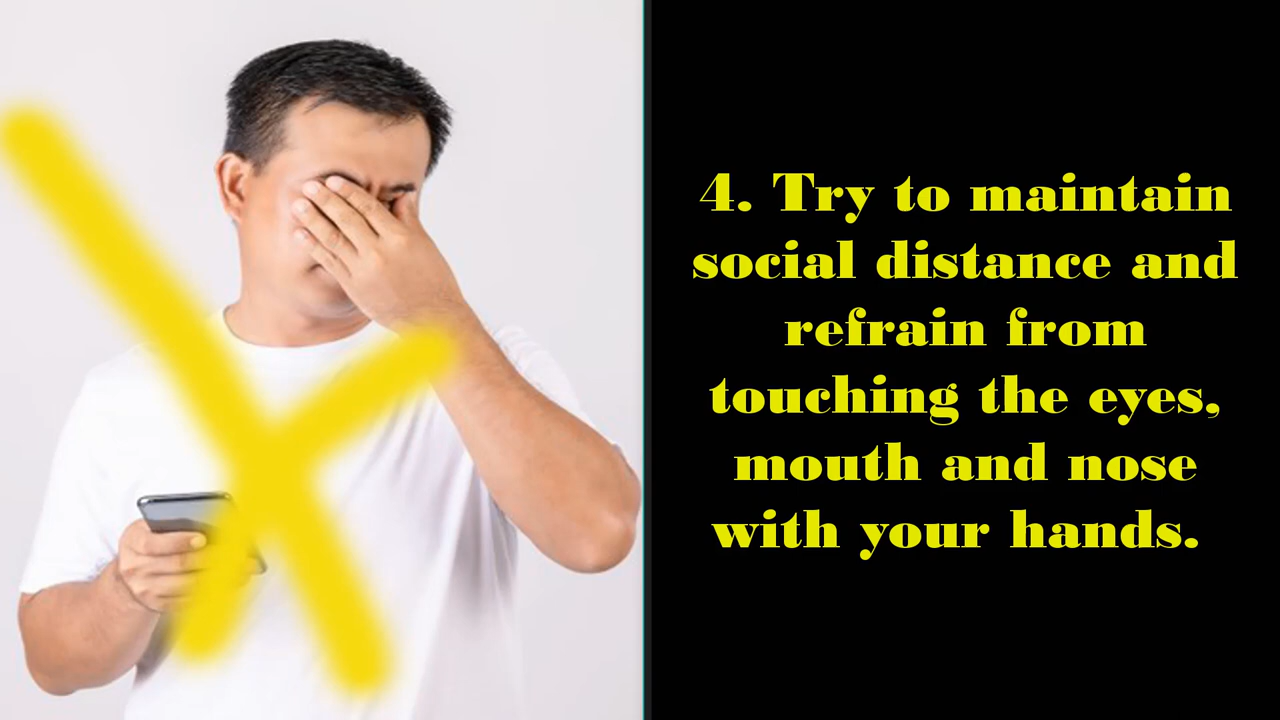 4. Try to maintain
social distance and
refrain from
touching the eyes,
mouth and nose
with your hands.